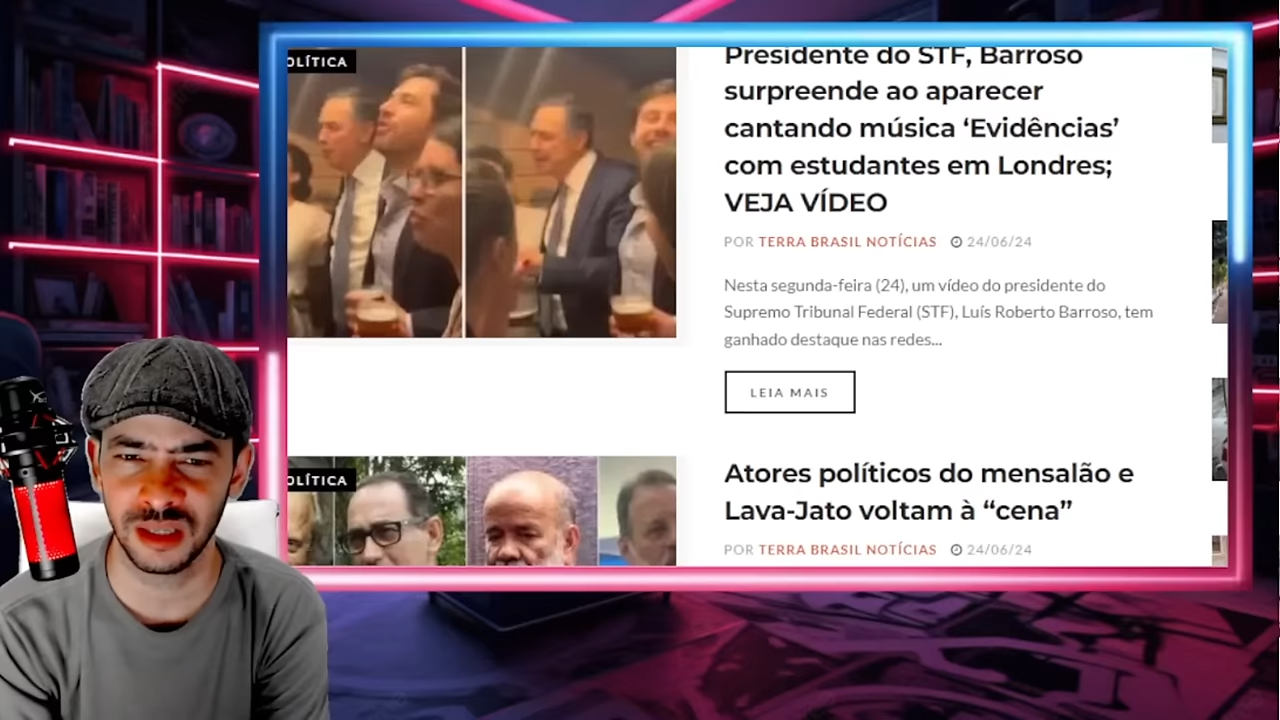 OLÍTICA
Presidente do STF, Barroso
surpreende ao aparecer
cantando música ‘Evidências’
com estudantes em Londres;
VEJA VÍDEO
POR TERRA BRASIL NOTÍCIAS 24/06/24
Nesta segunda-feira (24), um vídeo do presidente do
Supremo Tribunal Federal (STF), Luís Roberto Barroso, tem
ganhado destaque nas redes...
LEIA MAIS
OLÍTICA
Atores políticos do mensalão e
Lava-Jato voltam à “cena”
POR TERRA BRASIL NOTÍCIAS 24/06/24